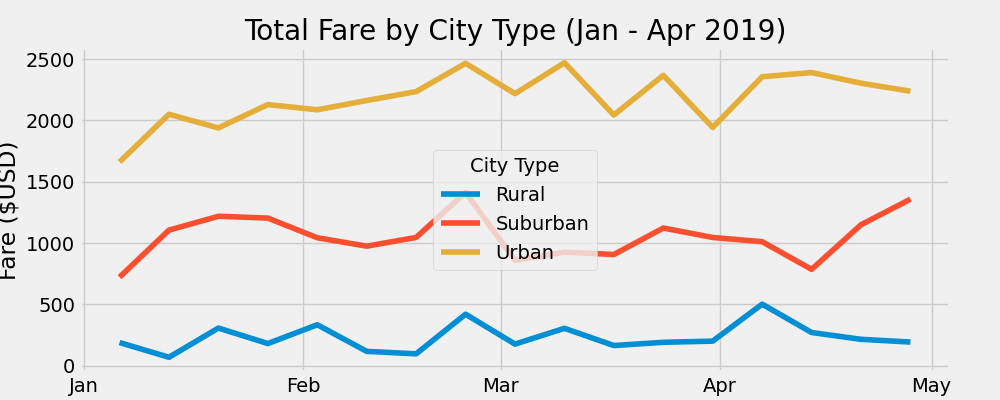 Total Fare by City Type (Jan - Apr 2019)
Fare ($USD)
2500
2000
1500
1000
500
0
City Type
Rural
Suburban
Urban
Jan Feb Mar Apr May